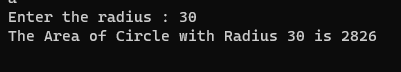 Enter the radius : 30
The Area of Circle with Radius 30 is 2826